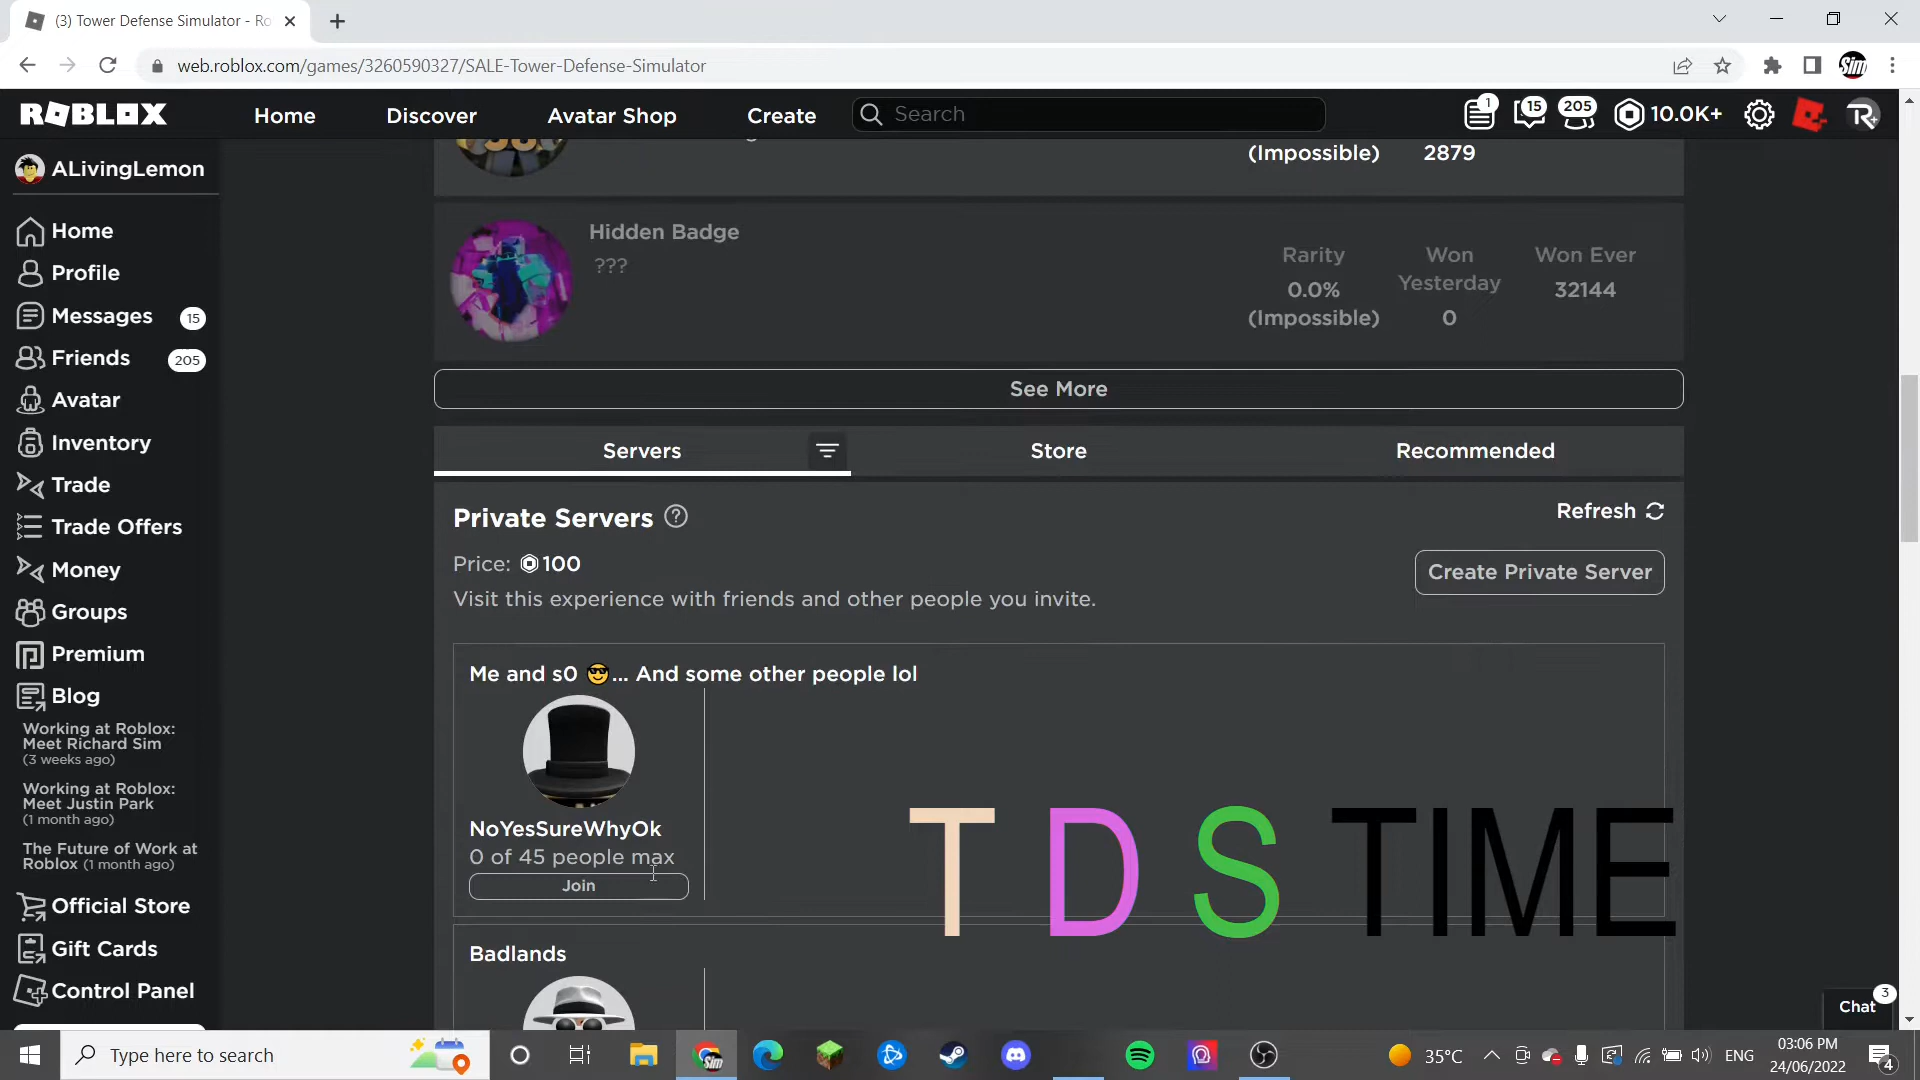 (3) Tower Defense Simulator - Ro
web.roblox.com/games/3260590327/SALE-Tower-Defense-Simulator
Sim
ROBLOX
Home
Discover
Avatar Shop
Create
Search
1
15
205
10.0K+
R+
ALivingLemon
Home
Profile
Messages 15
Friends 205
Avatar
Inventory
Trade
Trade Offers
Money
Groups
Premium
Blog
Working at Roblox:
Meet Richard Sim
(3 weeks ago)
Working at Roblox:
Meet Justin Park
(1 month ago)
The Future of Work at
Roblox (1 month ago)
Official Store
Gift Cards
Control Panel
(Impossible) 2879
Hidden Badge
???
Rarity
0.0%
(Impossible)
Won
Yesterday
0
Won Ever
32144
See More
Servers
Store
Recommended
Private Servers ?
Refresh
Price: 100
Create Private Server
Visit this experience with friends and other people you invite.
Me and s0 😎... And some other people lol
NoYesSureWhyOk
0 of 45 people max
Join
T D S TIME
Badlands
Chat 3
Type here to search
Sim
35°C
ENG
03:06 PM
24/06/2022
4